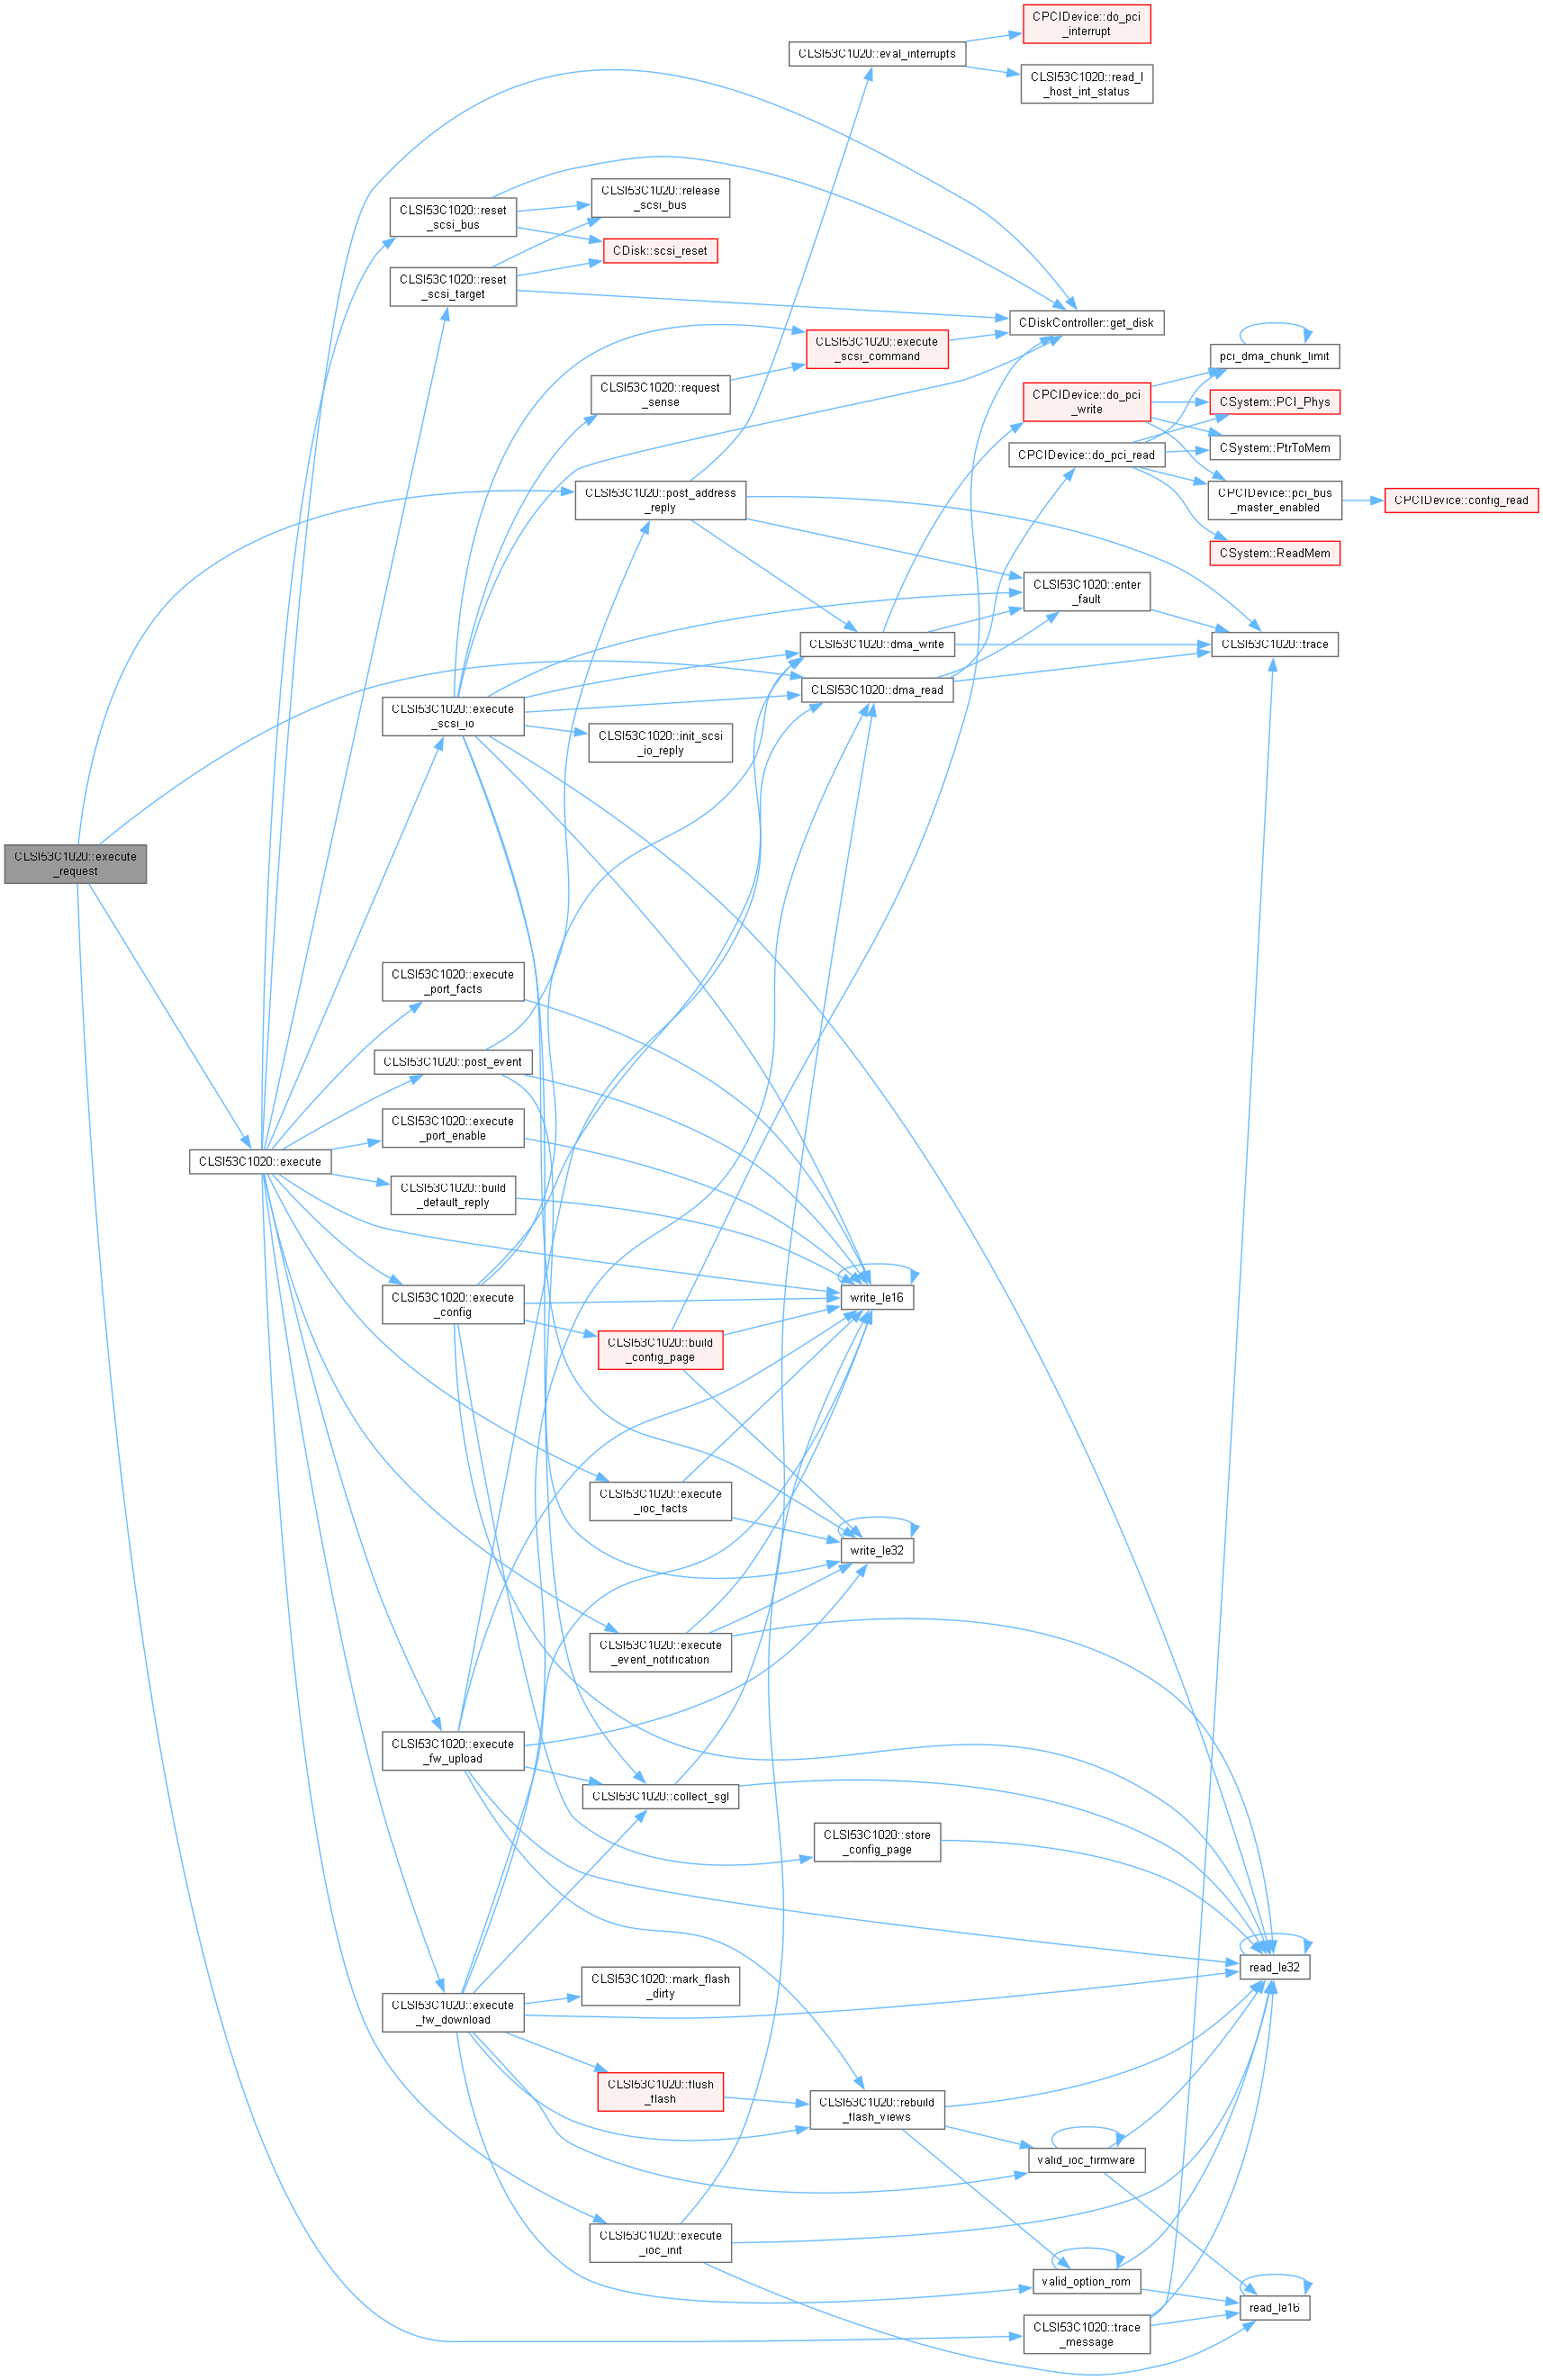 CPCIDevice::do_pci
_interrupt
CLSI53C1020::eval_interrupts
CLSI53C1020::read_l
_host_int_status
CLSI53C1020::release
_scsi_bus
CLSI53C1020::reset
_scsi_bus
CDisk::scsi_reset
CLSI53C1020::reset
_scsi_target
CDiskController::get_disk
CLSI53C1020::execute
_scsi_command
pci_dma_chunk_limit
CLSI53C1020::request
_sense
CPCIDevice::do_pci
_write
CSystem::PCI_Phys
CPCIDevice::do_pci_read
CSystem::PtrToMem
CLSI53C1020::post_address
_reply
CPCIDevice::pci_bus
_master_enabled
CPCIDevice::config_read
CSystem::ReadMem
CLSI53C1020::enter
_fault
CLSI53C1020::dma_write
CLSI53C1020::trace
CLSI53C1020::dma_read
CLSI53C1020::execute
_scsi_io
CLSI53C1020::init_scsi
_io_reply
CLSI53C1020::execute
_request
CLSI53C1020::execute
_port_facts
CLSI53C1020::post_event
CLSI53C1020::execute
_port_enable
CLSI53C1020::execute
CLSI53C1020::build
_default_reply
CLSI53C1020::execute
_config
write_le16
CLSI53C1020::build
_config_page
CLSI53C1020::execute
_ioc_facts
write_le32
CLSI53C1020::execute
_event_notification
CLSI53C1020::execute
_fw_upload
CLSI53C1020::collect_sgl
CLSI53C1020::store
_config_page
read_le32
CLSI53C1020::mark_flash
_dirty
CLSI53C1020::execute
_fw_download
CLSI53C1020::flush
_flash
CLSI53C1020::rebuild
_flash_views
valid_ioc_firmware
CLSI53C1020::execute
_ioc_init
valid_option_rom
read_le16
CLSI53C1020::trace
_message